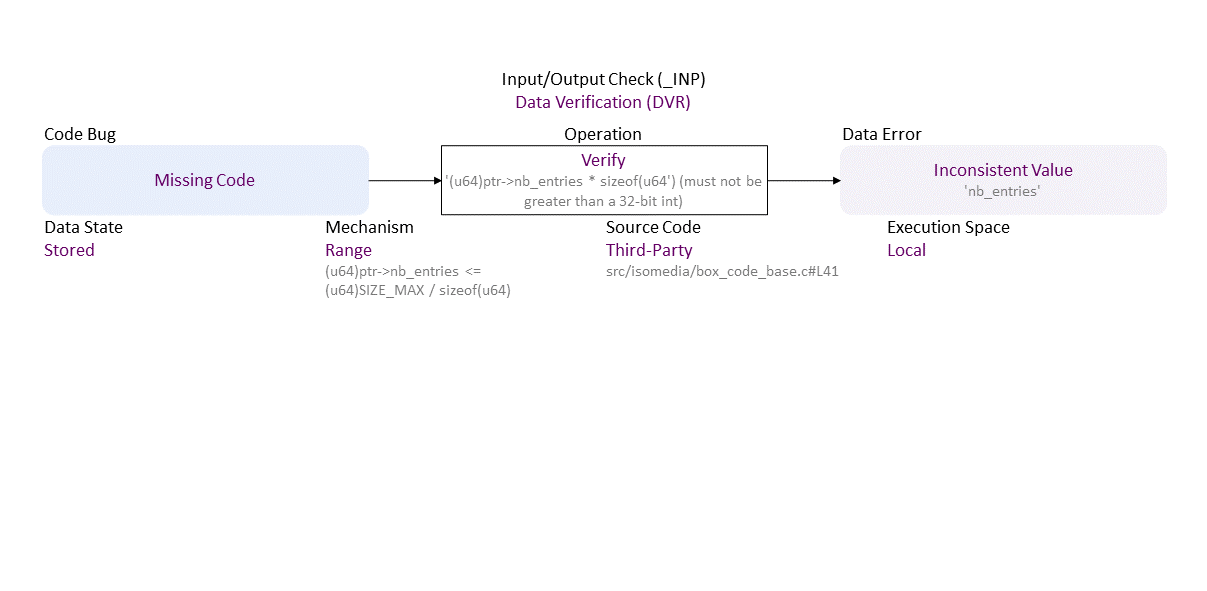 Input/Output Check (_INP)
Data Verification (DVR)
Code Bug
Operation
Data Error
Missing Code
Verify
'(u64)ptr->nb_entries * sizeof(u64') (must not be
greater than a 32-bit int)
Inconsistent Value
'nb_entries'
Data State
Stored
Mechanism
Range
(u64)ptr->nb_entries <=
(u64)SIZE_MAX / sizeof(u64)
Source Code
Third-Party
src/isomedia/box_code_base.c#L41
Execution Space
Local